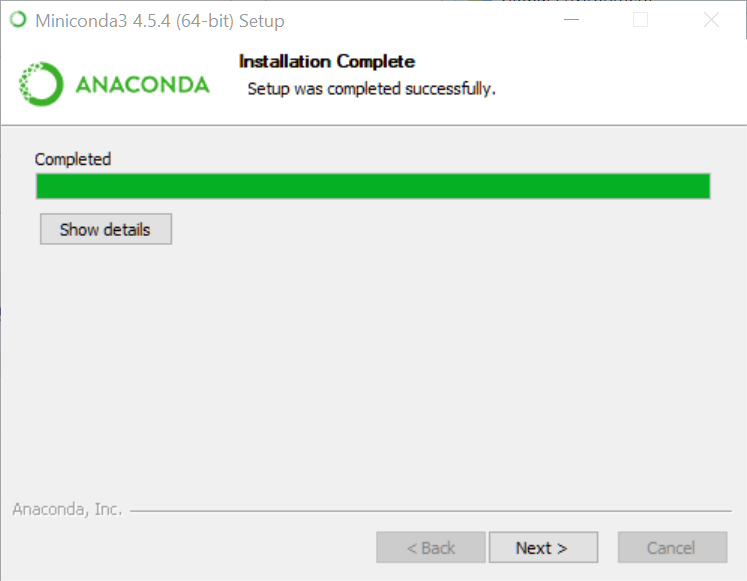 Miniconda3 4.5.4 (64-bit) Setup
ANACONDA
Installation Complete
Setup was completed successfully.
Completed
Show details
Anaconda, Inc.
< Back
Next >
Cancel